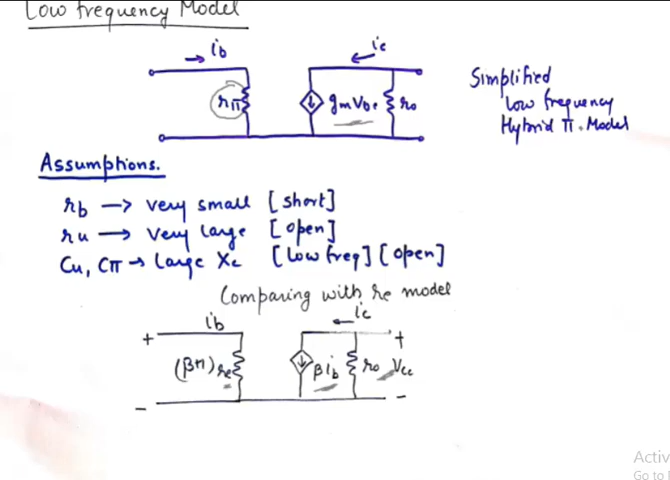 Low frequency Model
ib
ic
rπ
gmVbe
ro
Simplified
Low frequency
Hybrid π. Model
Assumptions.
rb → very small [short]
ru → very large [open]
Cu, Cπ → large Xc [low freq] [open]
Comparing with re model
ib
ic
+
+
(β+1)re
βib
ro
Vce
-
-
Activ
Go to